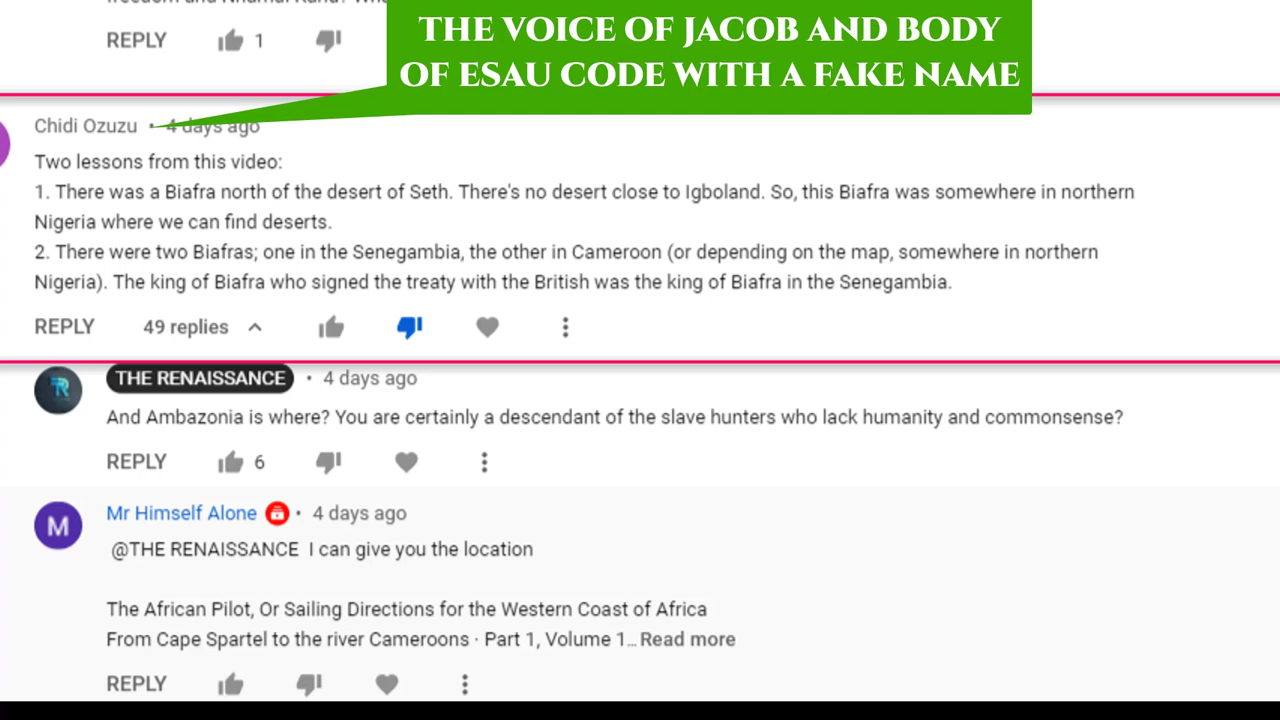 THE VOICE OF JACOB AND BODY
OF ESAU CODE WITH A FAKE NAME
REPLY 1
Chidi Ozuzu • 4 days ago
Two lessons from this video:
1. There was a Biafra north of the desert of Seth. There's no desert close to Igboland. So, this Biafra was somewhere in northern
Nigeria where we can find deserts.
2. There were two Biafras; one in the Senegambia, the other in Cameroon (or depending on the map, somewhere in northern
Nigeria). The king of Biafra who signed the treaty with the British was the king of Biafra in the Senegambia.
REPLY 49 replies
THE RENAISSANCE • 4 days ago
And Ambazonia is where? You are certainly a descendant of the slave hunters who lack humanity and commonsense?
REPLY 6
M
Mr Himself Alone • 4 days ago
@THE RENAISSANCE I can give you the location
The African Pilot, Or Sailing Directions for the Western Coast of Africa
From Cape Spartel to the river Cameroons · Part 1, Volume 1... Read more
REPLY